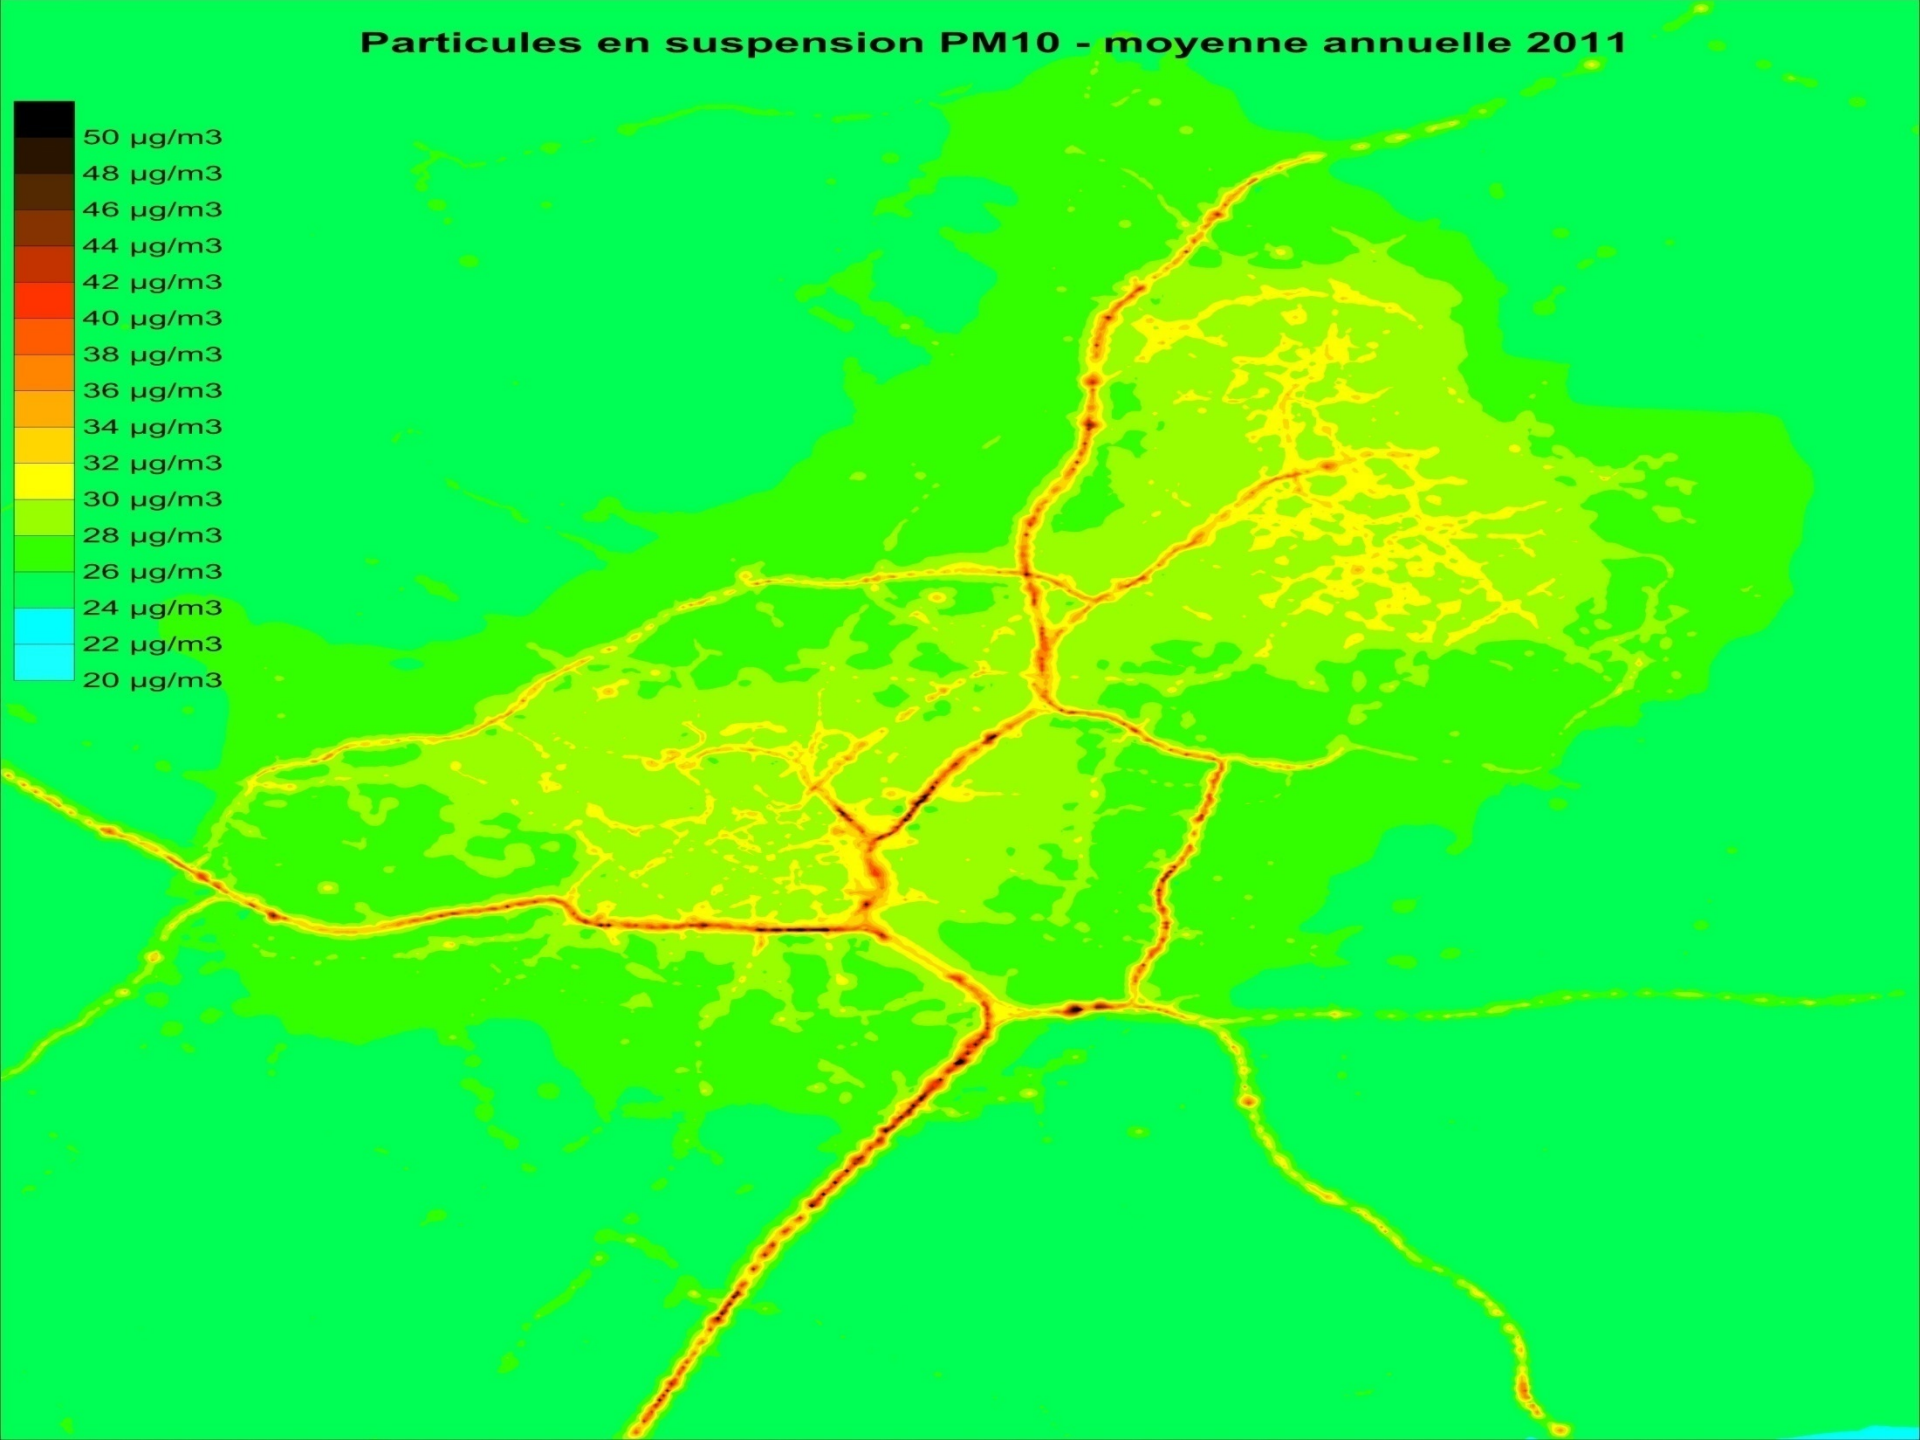 Particules en suspension PM10 - moyenne annuelle 2011
50 µg/m3
48 µg/m3
46 µg/m3
44 µg/m3
42 µg/m3
40 µg/m3
38 µg/m3
36 µg/m3
34 µg/m3
32 µg/m3
30 µg/m3
28 µg/m3
26 µg/m3
24 µg/m3
22 µg/m3
20 µg/m3